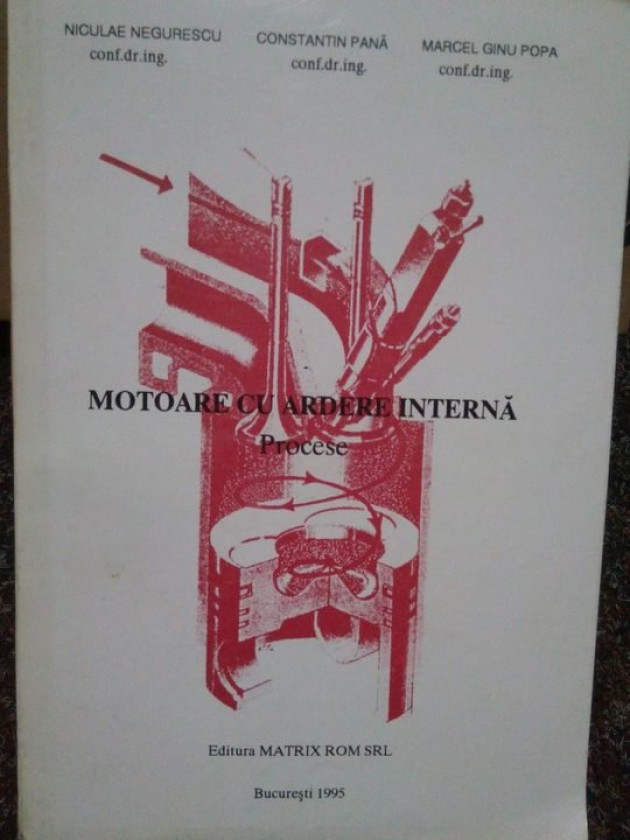 NICULAE NEGURESCU
conf.dr.ing.
CONSTANTIN PANĂ
conf.dr.ing.
MARCEL GINU POPA
conf.dr.ing.
MOTOARE CU ARDERE INTERNĂ
Procese
Editura MATRIX ROM SRL
Bucureşti 1995